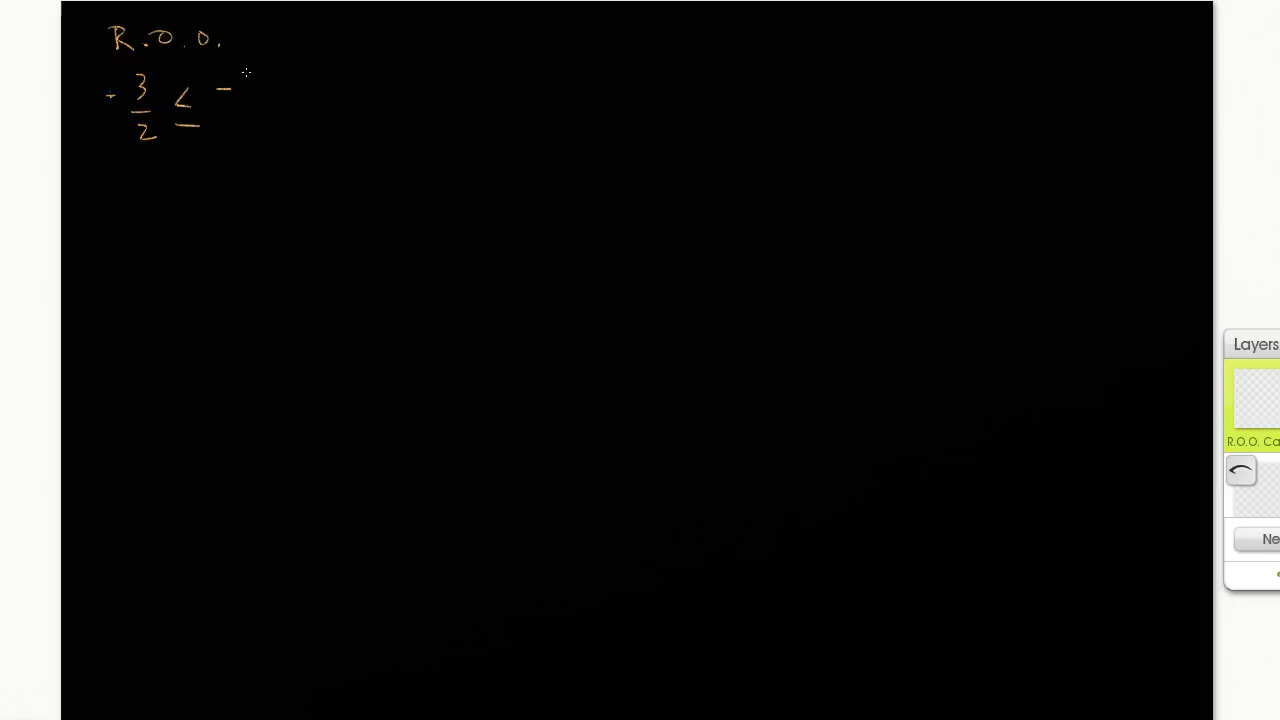 R.O.O.
- 3/2 ≤ -
Layers
R.O.O. Ca
Ne